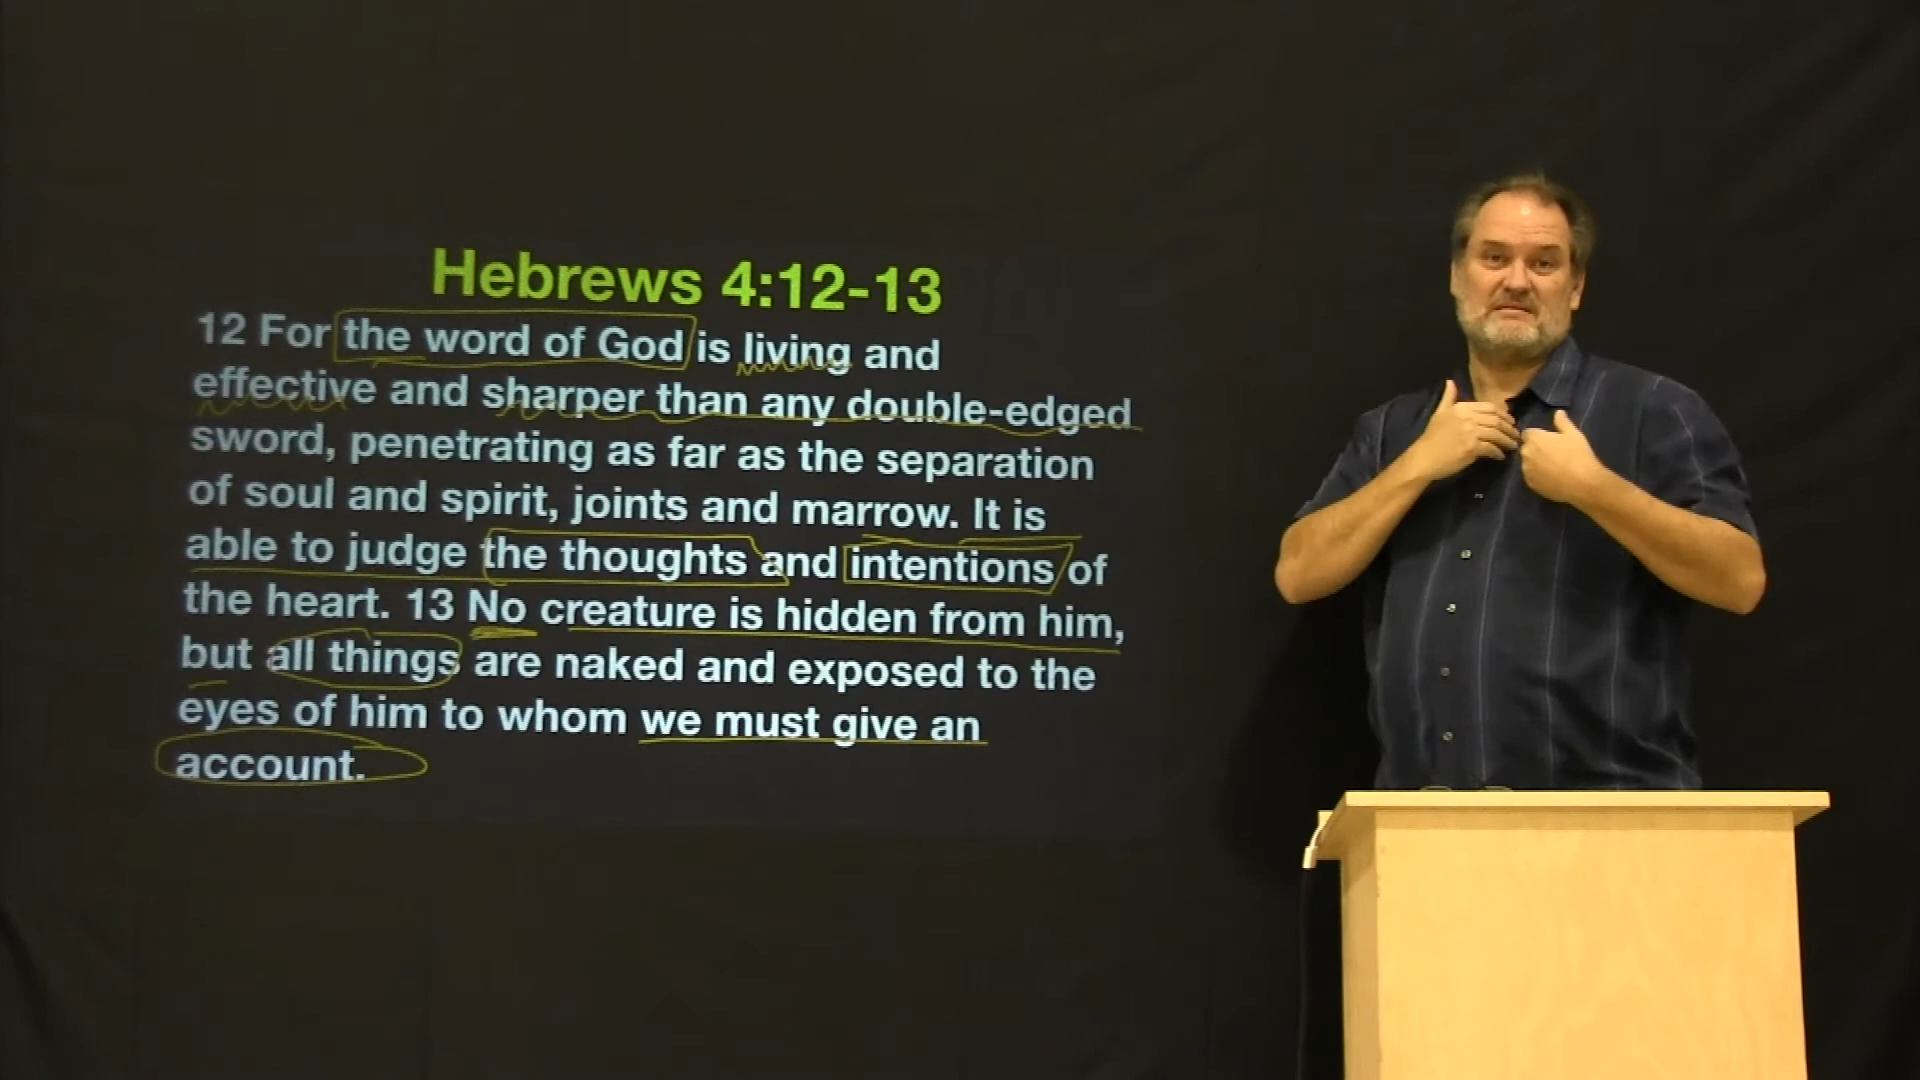 Hebrews 4:12-13
12 For the word of God is living and
effective and sharper than any double-edged
sword, penetrating as far as the separation
of soul and spirit, joints and marrow. It is
able to judge the thoughts and intentions of
the heart. 13 No creature is hidden from him,
but all things are naked and exposed to the
eyes of him to whom we must give an
account.